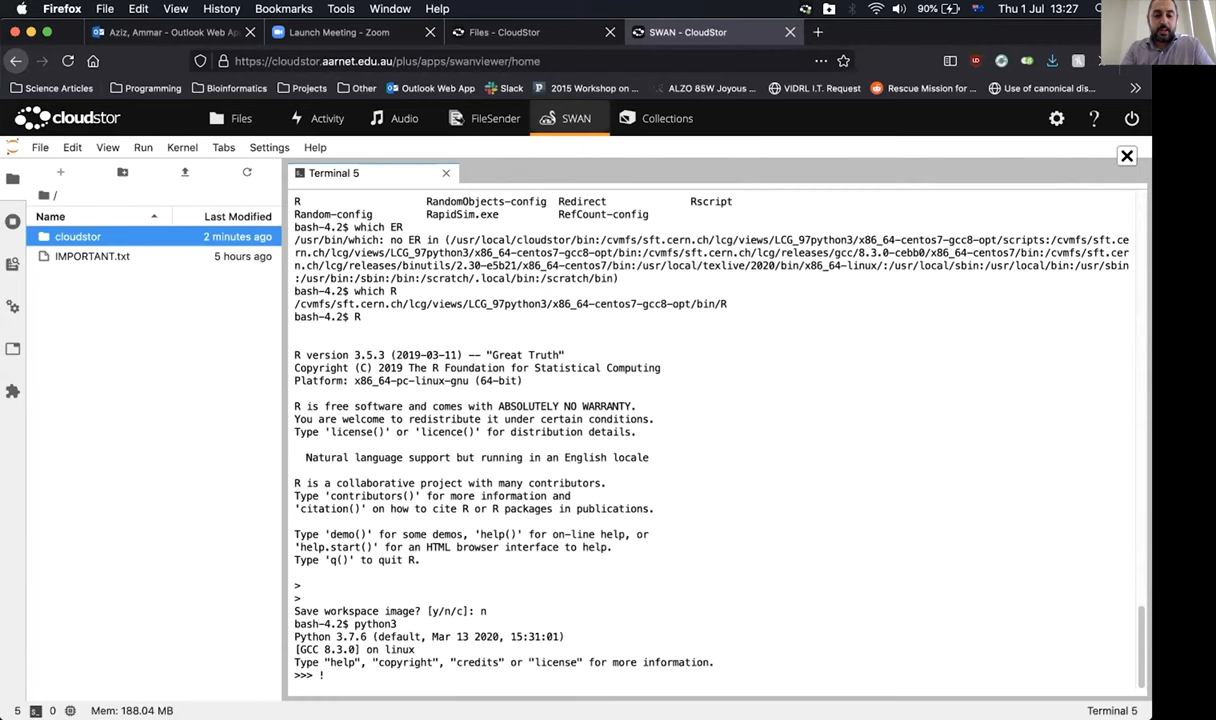 Firefox File Edit View History Bookmarks Tools Window Help 90% Thu 1 Jul 13:27
Aziz, Ammar - Outlook Web Ap Launch Meeting - Zoom Files - CloudStor SWAN - CloudStor
https://cloudstor.aarnet.edu.au/plus/apps/swanviewer/home
Science Articles Programming Bioinformatics Projects Other Outlook Web App Slack 2015 Workshop on ... ALZO 85W Joyous ... VIDRL I.T. Request Rescue Mission for ... Use of canonical dis...
cloudstor Files Activity Audio FileSender SWAN Collections
File Edit View Run Kernel Tabs Settings Help
Terminal 5
/
Name Last Modified
cloudstor 2 minutes ago
IMPORTANT.txt 5 hours ago
R RandomObjects-config Redirect Rscript
Random-config RapidSim.exe RefCount-config
bash-4.2$ which ER
/usr/bin/which: no ER in (/usr/local/cloudstor/bin:/cvmfs/sft.cern.ch/lcg/views/LCG_97python3/x86_64-centos7-gcc8-opt/scripts:/cvmfs/sft.ce
rn.ch/lcg/views/LCG_97python3/x86_64-centos7-gcc8-opt/bin:/cvmfs/sft.cern.ch/lcg/releases/gcc/8.3.0-cebb0/x86_64-centos7/bin:/cvmfs/sft.cer
n.ch/lcg/releases/binutils/2.30-e5b21/x86_64-centos7/bin:/usr/local/texlive/2020/bin/x86_64-linux/:/usr/local/sbin:/usr/local/bin:/usr/sbin
:/usr/bin:/sbin:/bin:/scratch/.local/bin:/scratch/bin)
bash-4.2$ which R
/cvmfs/sft.cern.ch/lcg/views/LCG_97python3/x86_64-centos7-gcc8-opt/bin/R
bash-4.2$ R
R version 3.5.3 (2019-03-11) -- "Great Truth"
Copyright (C) 2019 The R Foundation for Statistical Computing
Platform: x86_64-pc-linux-gnu (64-bit)
R is free software and comes with ABSOLUTELY NO WARRANTY.
You are welcome to redistribute it under certain conditions.
Type 'license()' or 'licence()' for distribution details.
Natural language support but running in an English locale
R is a collaborative project with many contributors.
Type 'contributors()' for more information and
'citation()' on how to cite R or R packages in publications.
Type 'demo()' for some demos, 'help()' for on-line help, or
'help.start()' for an HTML browser interface to help.
Type 'q()' to quit R.
>
>
Save workspace image? [y/n/c]: n
bash-4.2$ python3
Python 3.7.6 (default, Mar 13 2020, 15:31:01)
[GCC 8.3.0] on linux
Type "help", "copyright", "credits" or "license" for more information.
>>> !
5 0 Mem: 188.04 MB Terminal 5